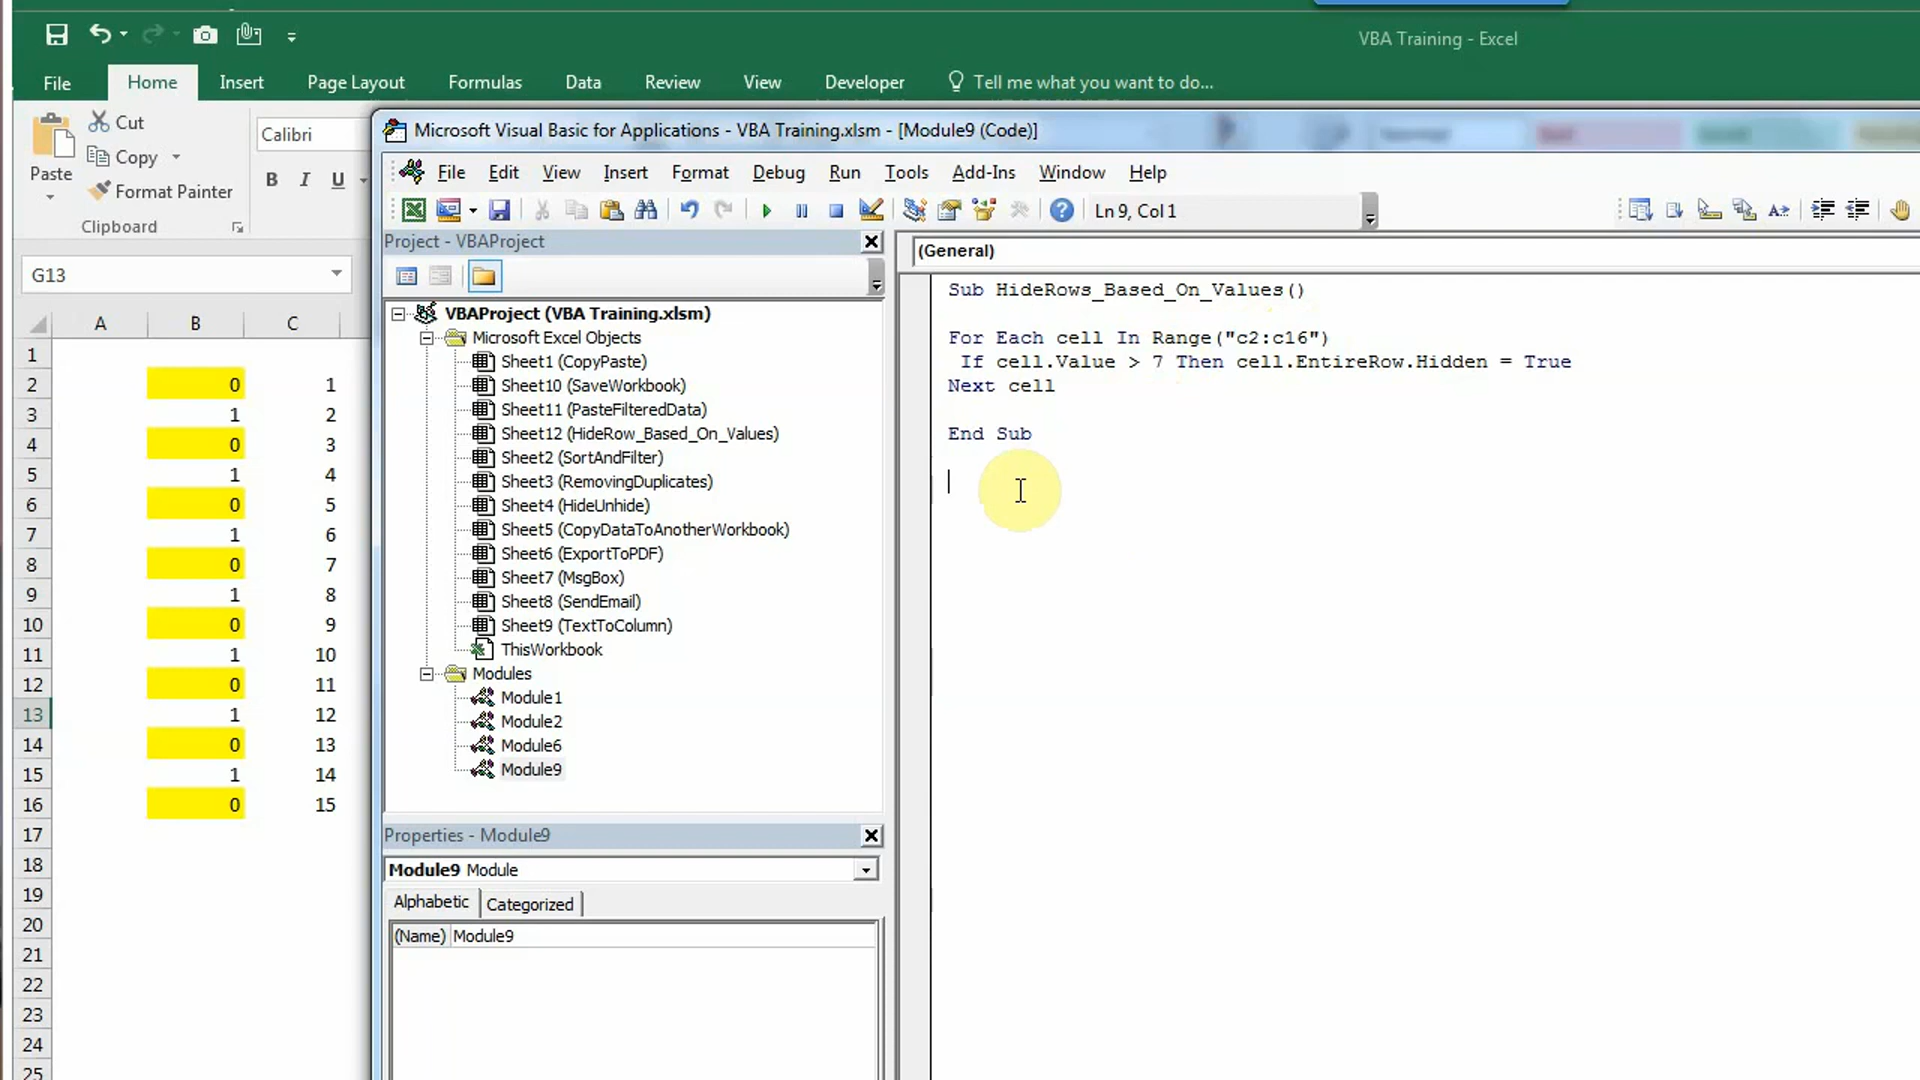 VBA Training - Excel
File Home Insert Page Layout Formulas Data Review View Developer Tell me what you want to do...
Paste
Cut
Copy
Format Painter
Clipboard
Calibri
B I U
G13
A B C
1
2 0 1
3 1 2
4 0 3
5 1 4
6 0 5
7 1 6
8 0 7
9 1 8
10 0 9
11 1 10
12 0 11
13 1 12
14 0 13
15 1 14
16 0 15
17
18
19
20
21
22
23
24
25
Microsoft Visual Basic for Applications - VBA Training.xlsm - [Module9 (Code)]
File Edit View Insert Format Debug Run Tools Add-Ins Window Help
Ln 9, Col 1
Project - VBAProject
VBAProject (VBA Training.xlsm)
Microsoft Excel Objects
Sheet1 (CopyPaste)
Sheet10 (SaveWorkbook)
Sheet11 (PasteFilteredData)
Sheet12 (HideRow_Based_On_Values)
Sheet2 (SortAndFilter)
Sheet3 (RemovingDuplicates)
Sheet4 (HideUnhide)
Sheet5 (CopyDataToAnotherWorkbook)
Sheet6 (ExportToPDF)
Sheet7 (MsgBox)
Sheet8 (SendEmail)
Sheet9 (TextToColumn)
ThisWorkbook
Modules
Module1
Module2
Module6
Module9
Properties - Module9
Module9 Module
Alphabetic Categorized
(Name) Module9
(General)
Sub HideRows_Based_On_Values()
For Each cell In Range("c2:c16")
If cell.Value > 7 Then cell.EntireRow.Hidden = True
Next cell
End Sub